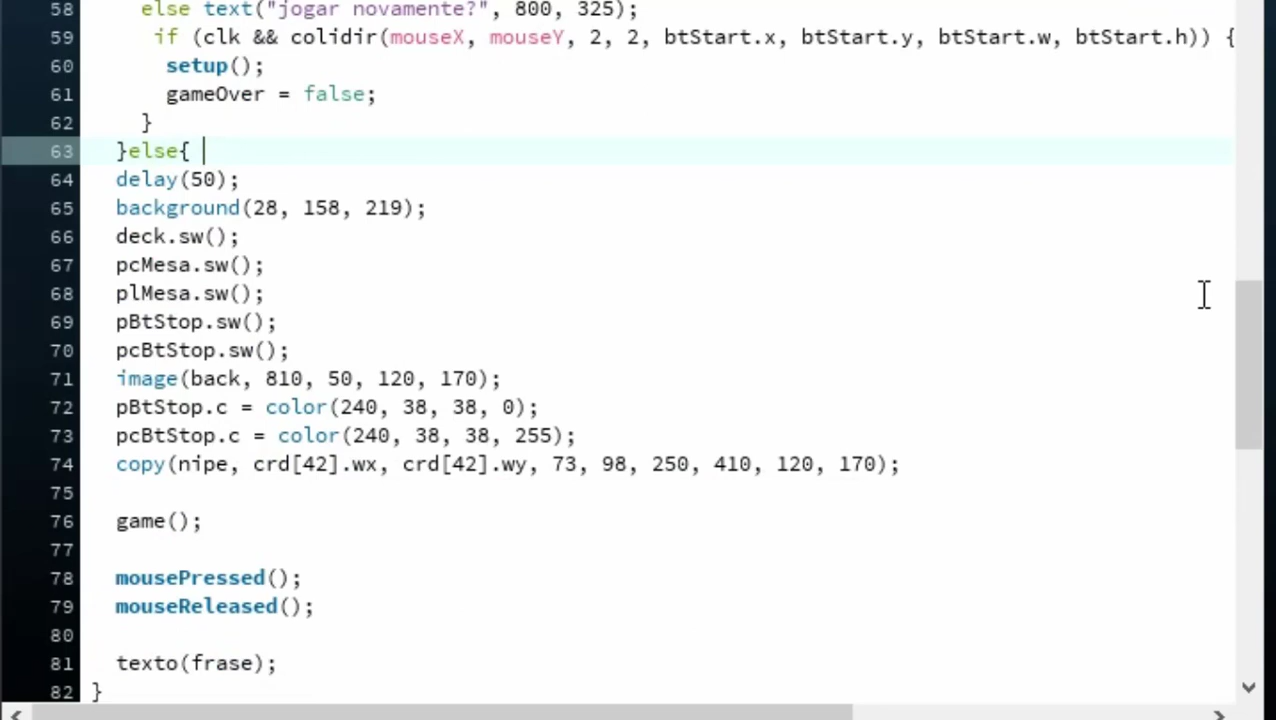 58 else text("jogar novamente?", 800, 325);
59 if (clk && colidir(mouseX, mouseY, 2, 2, btStart.x, btStart.y, btStart.w, btStart.h)) {
60 setup();
61 gameOver = false;
62 }
63 }else{
64 delay(50);
65 background(28, 158, 219);
66 deck.sw();
67 pcMesa.sw();
68 plMesa.sw();
69 pBtStop.sw();
70 pcBtStop.sw();
71 image(back, 810, 50, 120, 170);
72 pBtStop.c = color(240, 38, 38, 0);
73 pcBtStop.c = color(240, 38, 38, 255);
74 copy(nipe, crd[42].wx, crd[42].wy, 73, 98, 250, 410, 120, 170);
75
76 game();
77
78 mousePressed();
79 mouseReleased();
80
81 texto(frase);
82 }